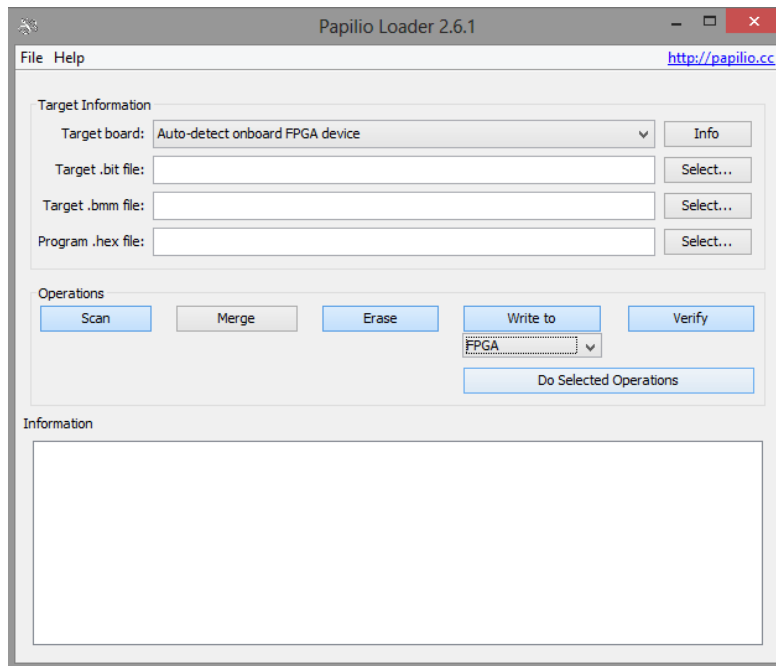 Papilio Loader 2.6.1
File Help http://papilio.cc
Target Information
Target board: Auto-detect onboard FPGA device Info
Target .bit file: Select...
Target .bmm file: Select...
Program .hex file: Select...
Operations
Scan Merge Erase Write to Verify
FPGA
Do Selected Operations
Information